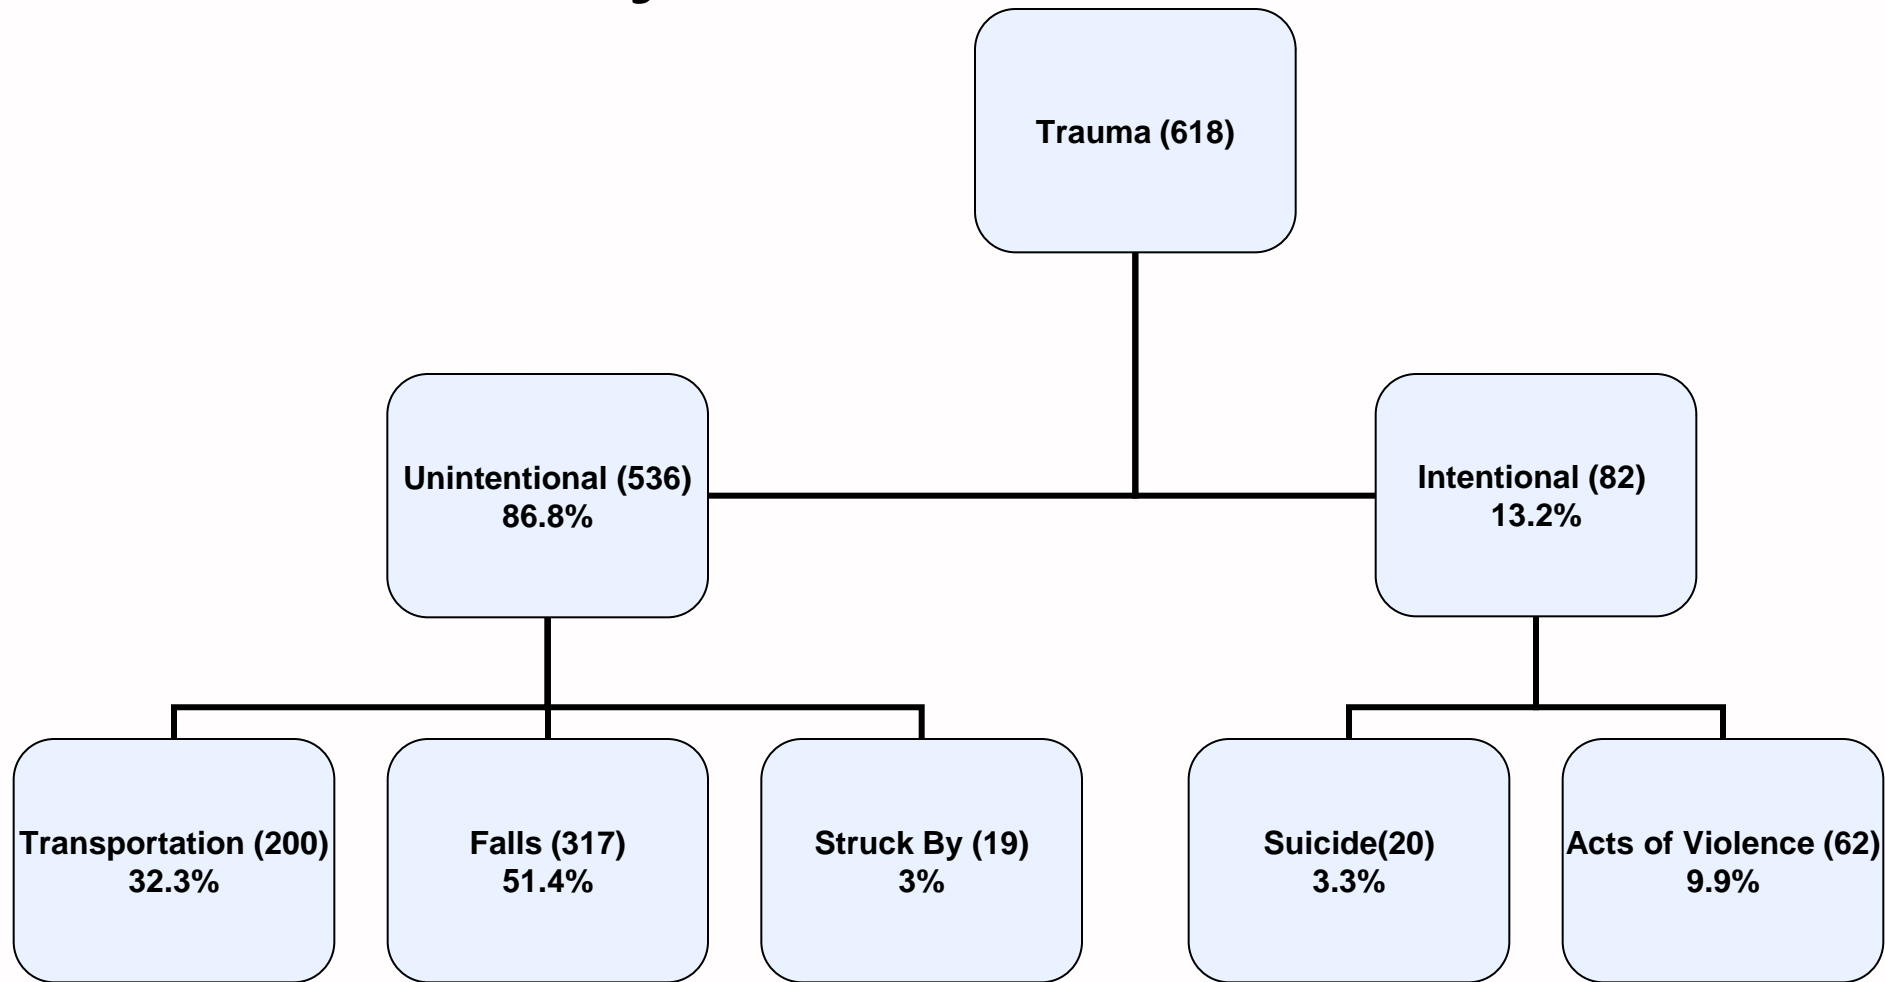 Trauma (618)
Unintentional (536)
86.8%
Intentional (82)
13.2%
Transportation (200)
32.3%
Falls (317)
51.4%
Struck By (19)
3%
Suicide(20)
3.3%
Acts of Violence (62)
9.9%